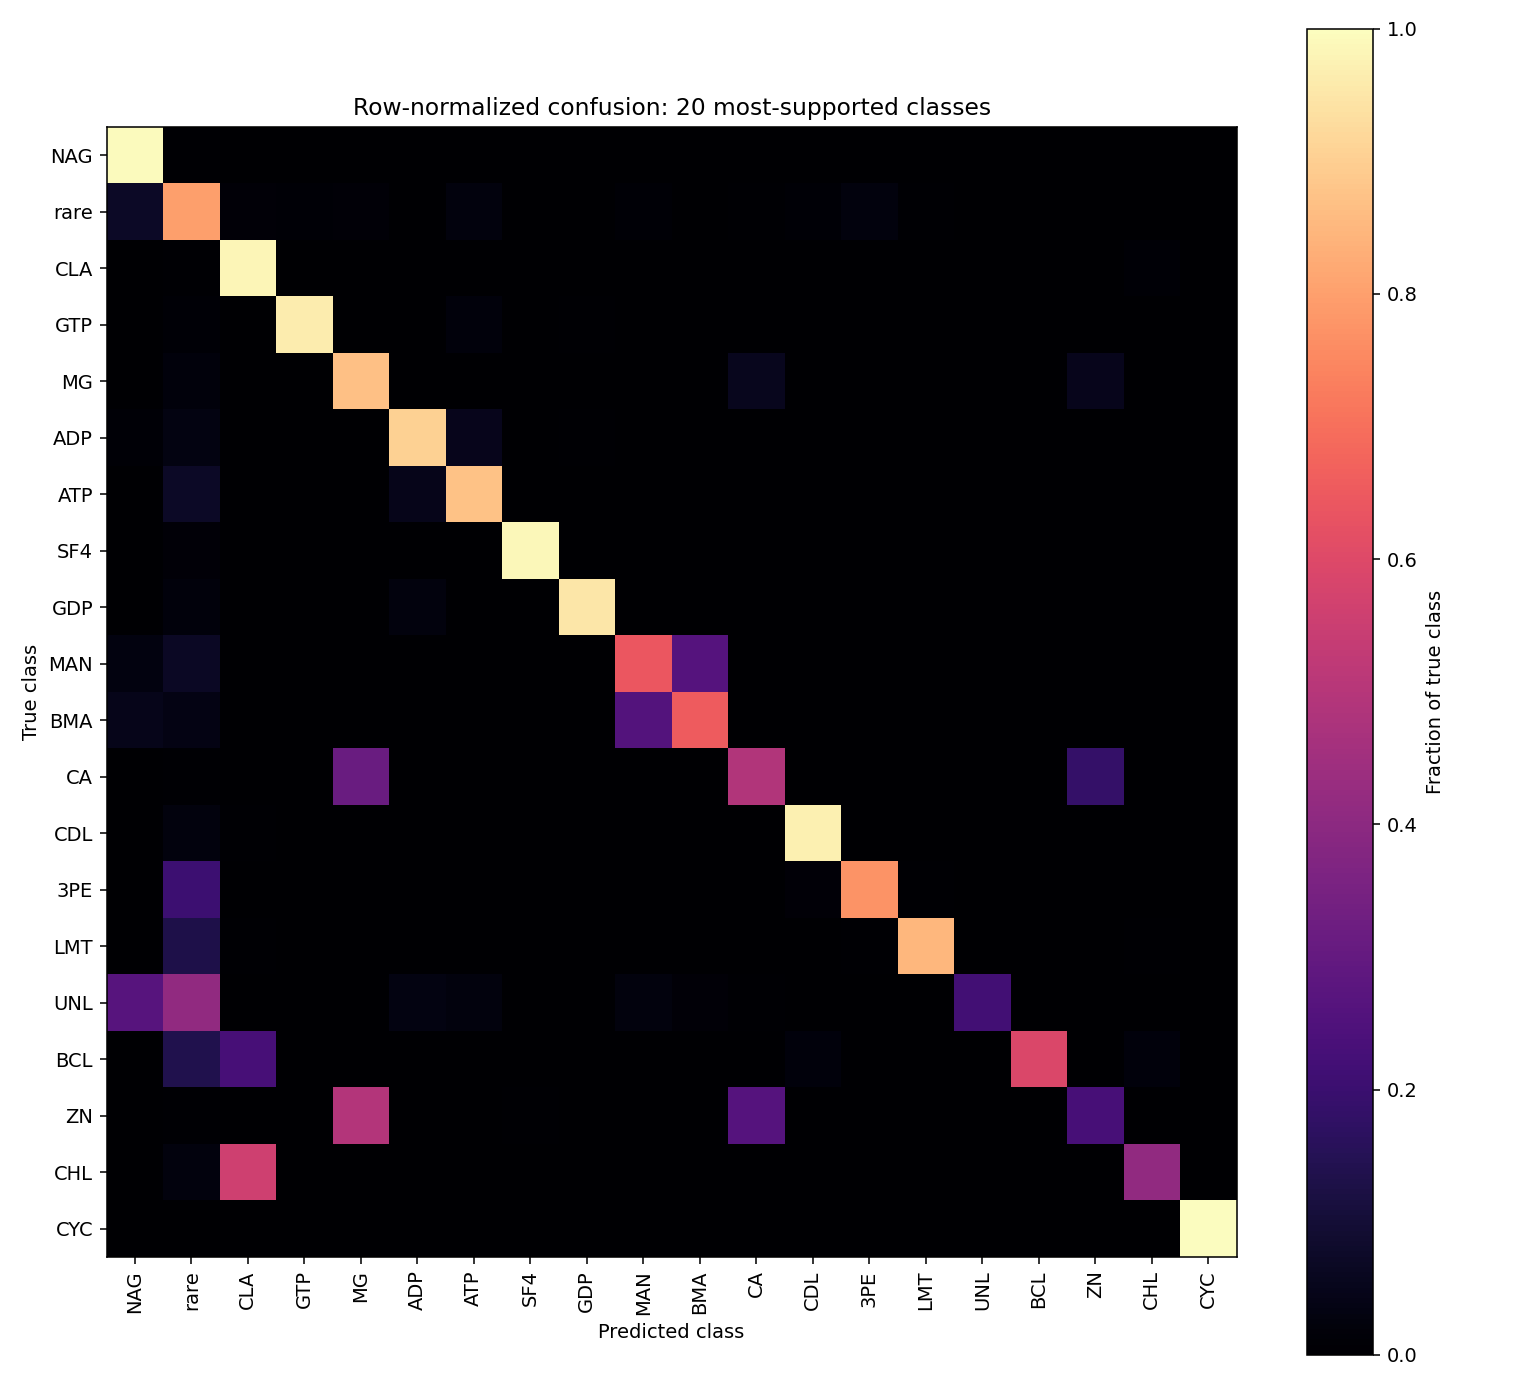 Row-normalized confusion: 20 most-supported classes
True class
NAG
rare
CLA
GTP
MG
ADP
ATP
SF4
GDP
MAN
BMA
CA
CDL
3PE
LMT
UNL
BCL
ZN
CHL
CYC
NAG rare CLA GTP MG ADP ATP SF4 GDP MAN BMA CA CDL 3PE LMT UNL BCL ZN CHL CYC
Predicted class
1.0
0.8
0.6
0.4
0.2
0.0
Fraction of true class